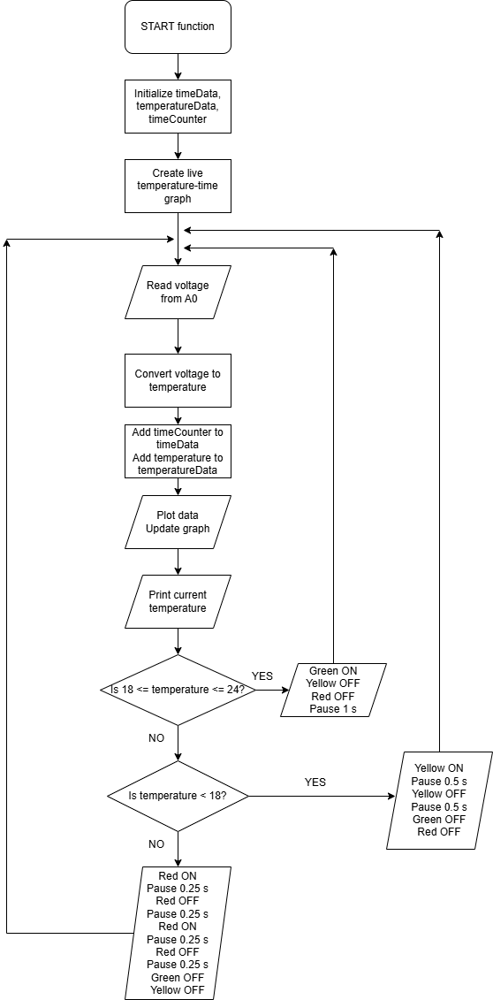 START function
Initialize timeData,
temperatureData,
timeCounter
Create live
temperature-time
graph
Read voltage
from A0
Convert voltage to
temperature
Add timeCounter to
timeData
Add temperature to
temperatureData
Plot data
Update graph
Print current
temperature
Is 18 <= temperature <= 24?
YES
Green ON
Yellow OFF
Red OFF
Pause 1 s
NO
Is temperature < 18?
YES
Yellow ON
Pause 0.5 s
Yellow OFF
Pause 0.5 s
Green OFF
Red OFF
NO
Red ON
Pause 0.25 s
Red OFF
Pause 0.25 s
Red ON
Pause 0.25 s
Red OFF
Pause 0.25 s
Green OFF
Yellow OFF